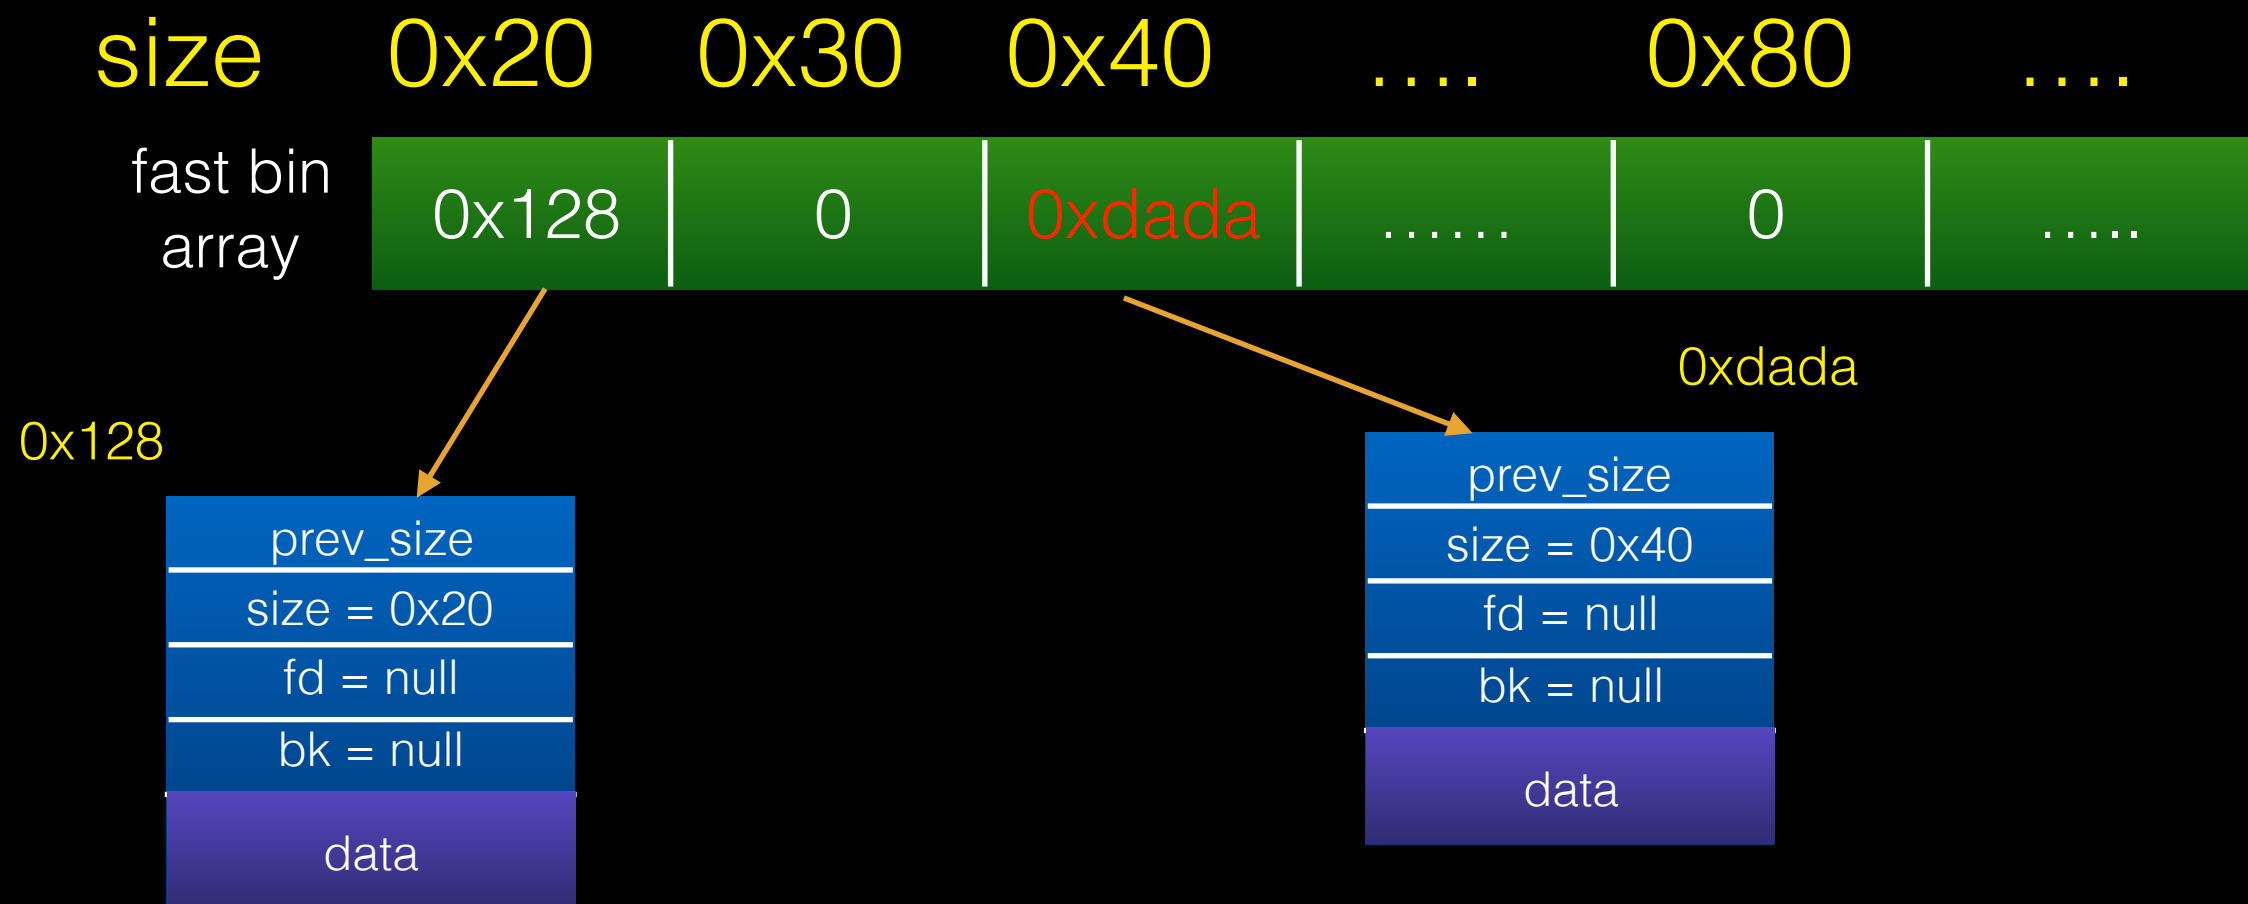 size 0x20 0x30 0x40 .... 0x80 ....
fast bin array 0x128 0 0xdada ...... 0 .....
0xdada
0x128
prev_size
size = 0x40
fd = null
bk = null
data
prev_size
size = 0x20
fd = null
bk = null
data